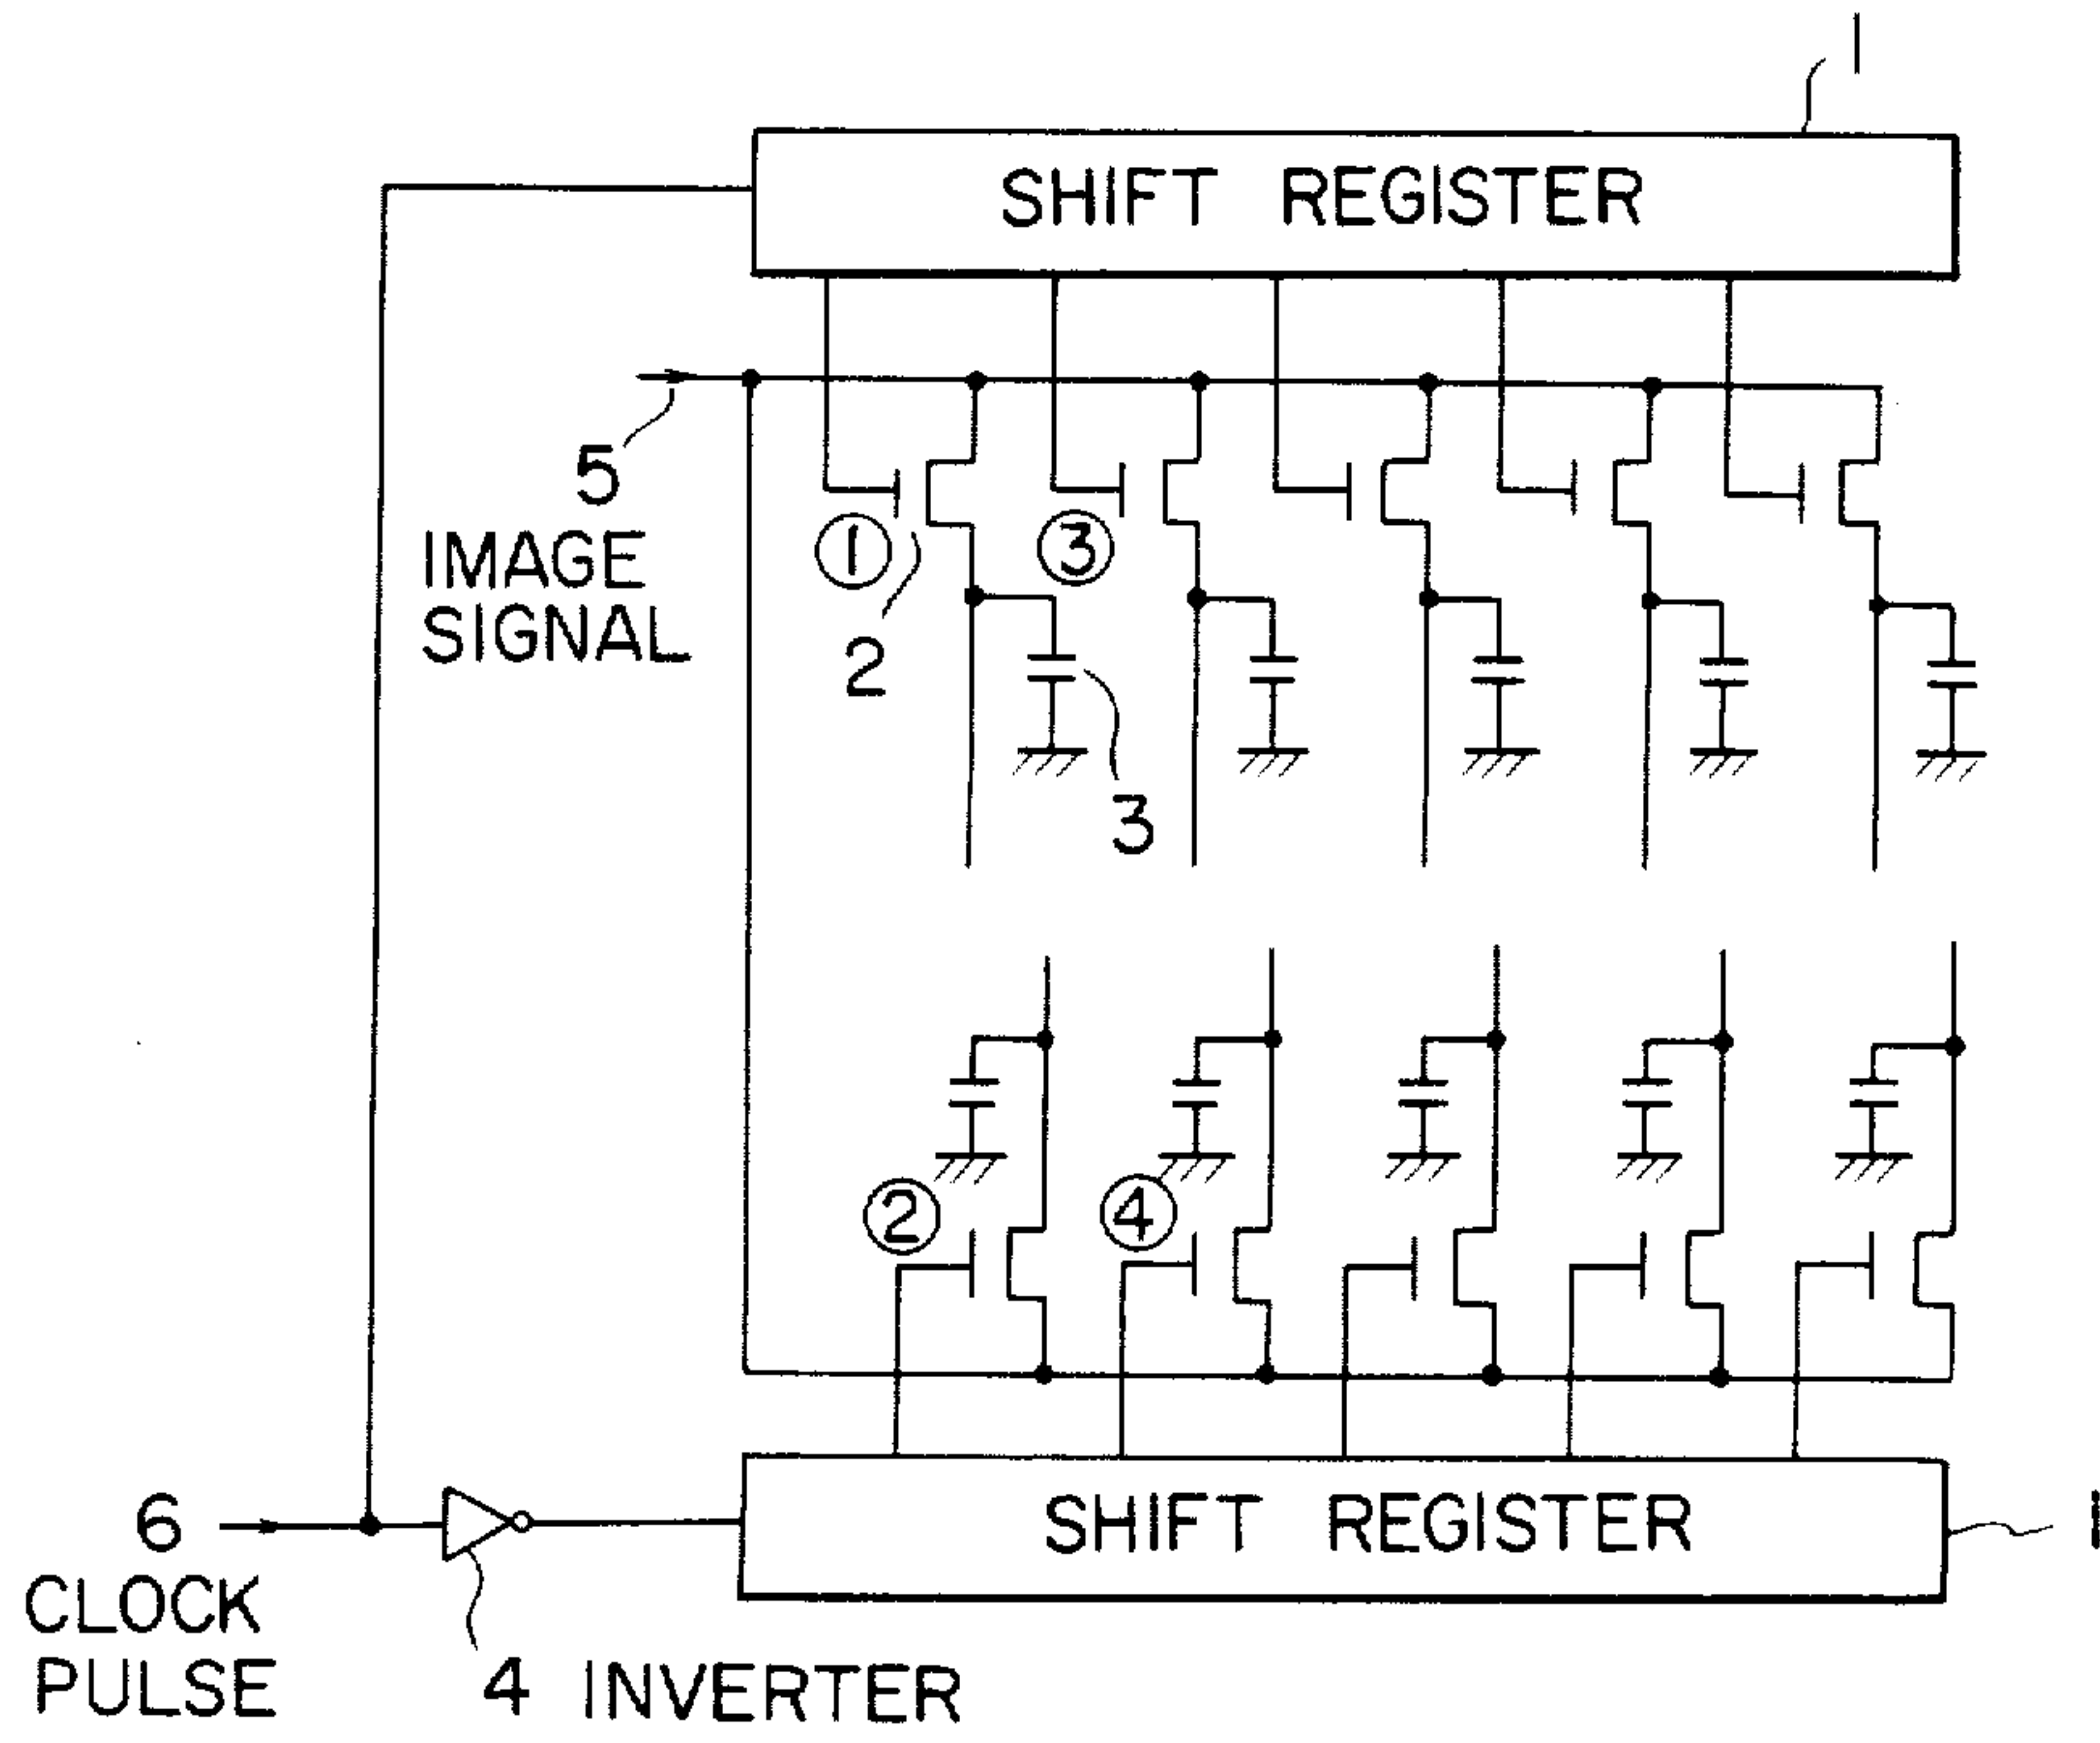 1
SHIFT REGISTER
5
IMAGE
SIGNAL
① ③
2
3
② ④
SHIFT REGISTER
1
6
CLOCK
PULSE
4 INVERTER